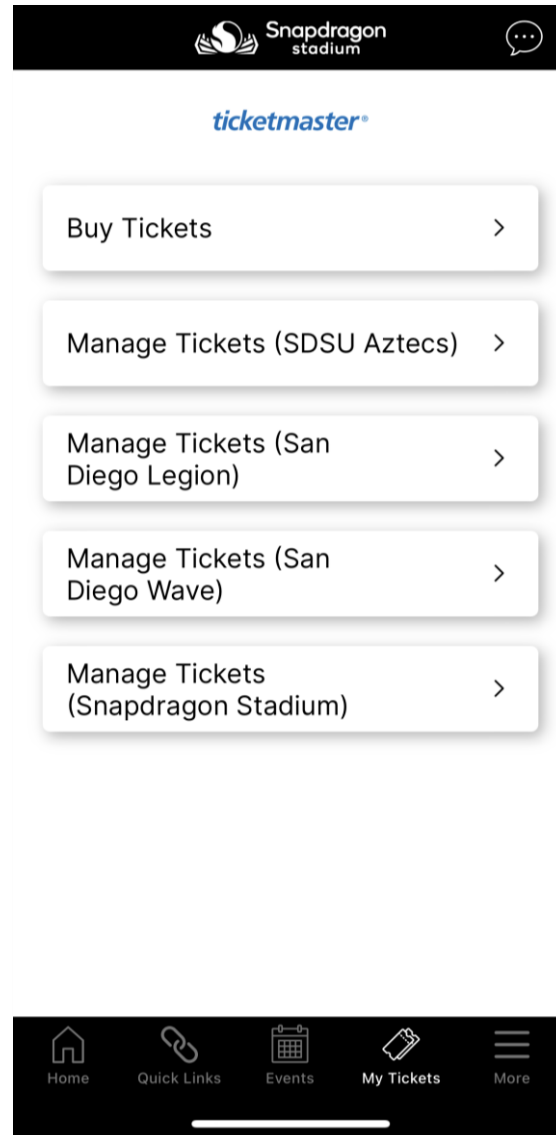 Snapdragon
stadium
ticketmaster®
Buy Tickets
Manage Tickets (SDSU Aztecs)
Manage Tickets (San
Diego Legion)
Manage Tickets (San
Diego Wave)
Manage Tickets
(Snapdragon Stadium)
Home Quick Links Events My Tickets More